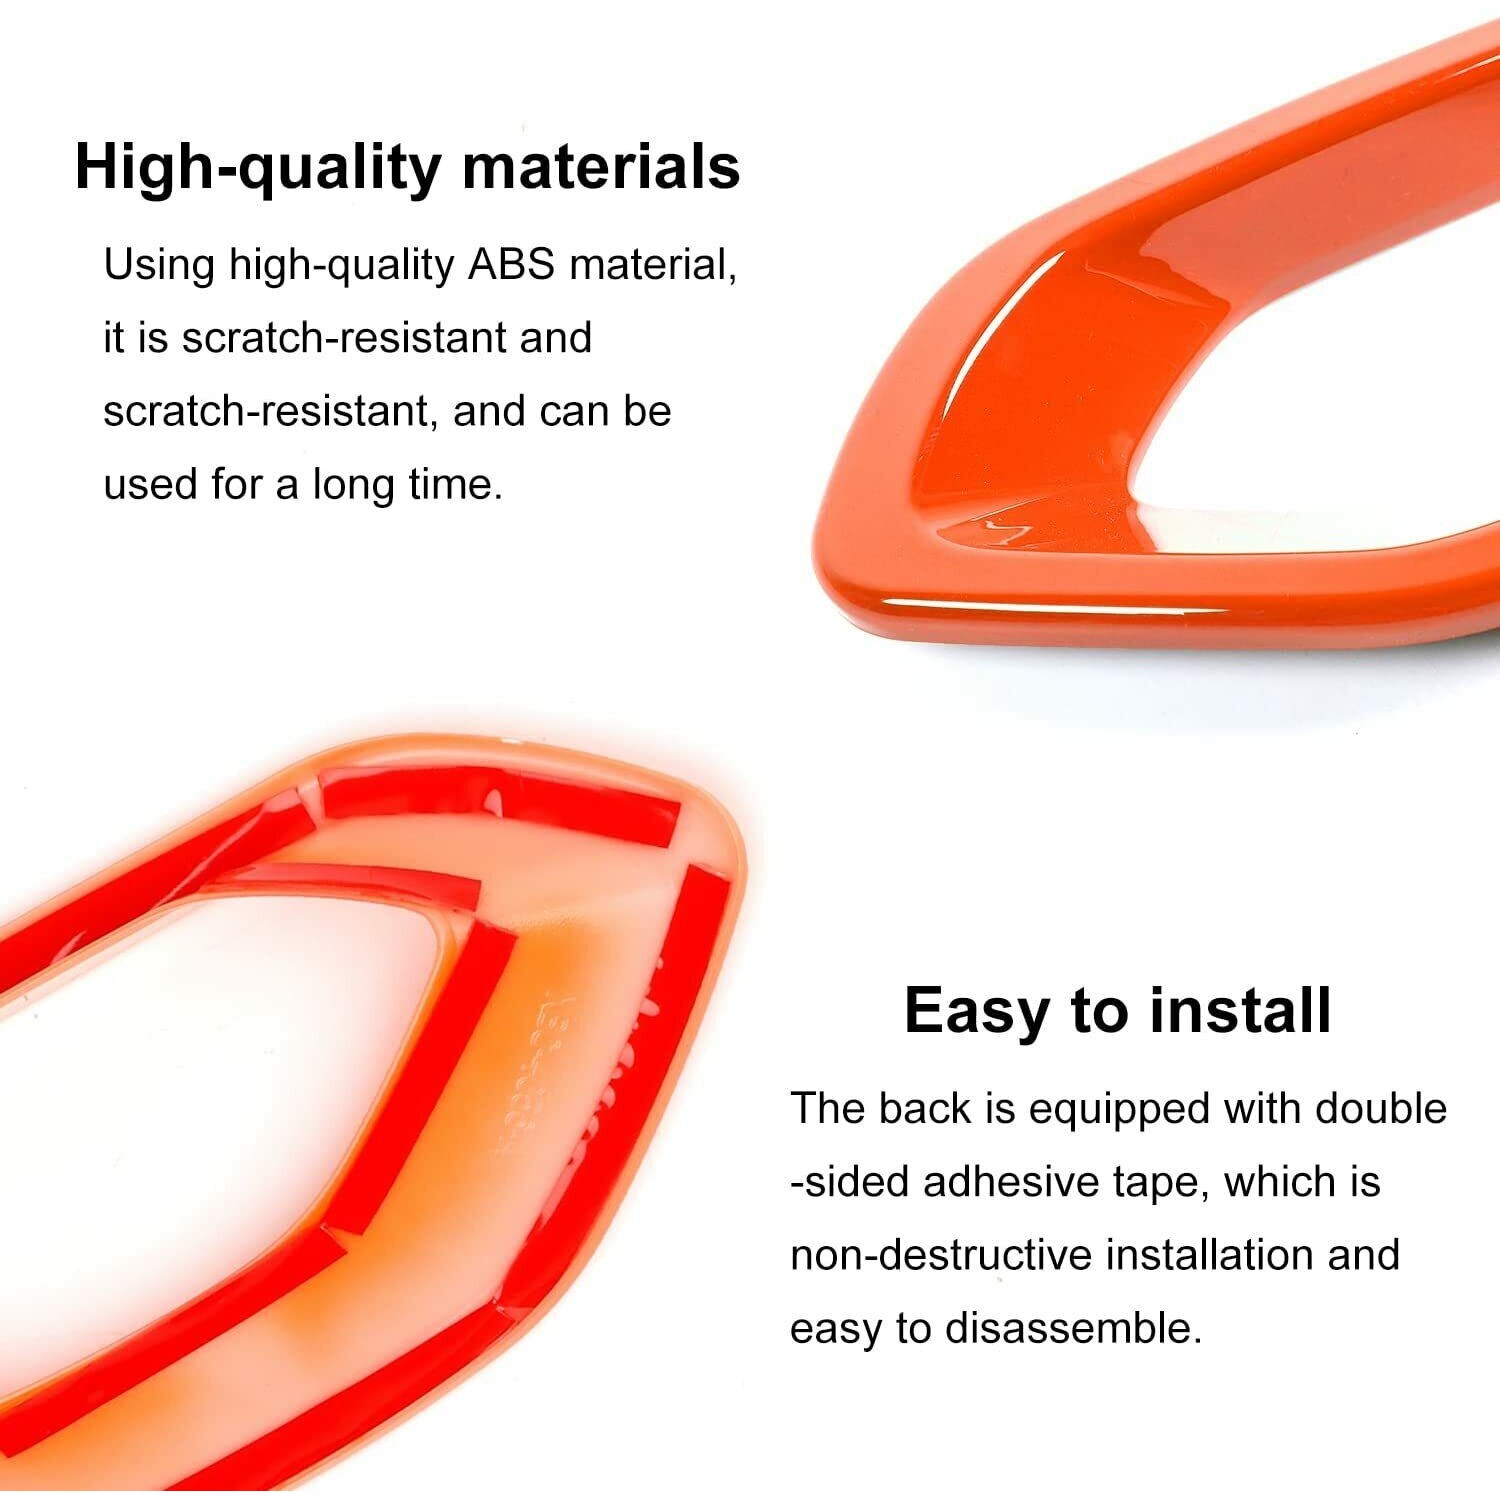 High-quality materials
Using high-quality ABS material,
it is scratch-resistant and
scratch-resistant, and can be
used for a long time.
Easy to install
The back is equipped with double
-sided adhesive tape, which is
non-destructive installation and
easy to disassemble.